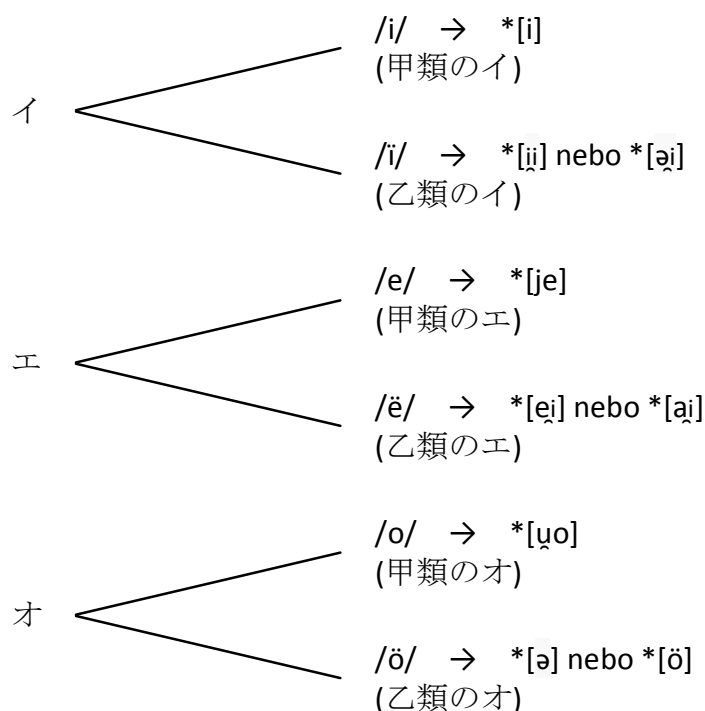 /i/ → *[i]
(甲類のイ)
イ
/ï/ → *[i̯i] nebo *[ə̯i]
(乙類のイ)
/e/ → *[je]
(甲類のエ)
エ
/ë/ → *[e̯i] nebo *[a̯i]
(乙類のエ)
/o/ → *[u̯o]
(甲類のオ)
オ
/ö/ → *[ə] nebo *[ö]
(乙類のオ)